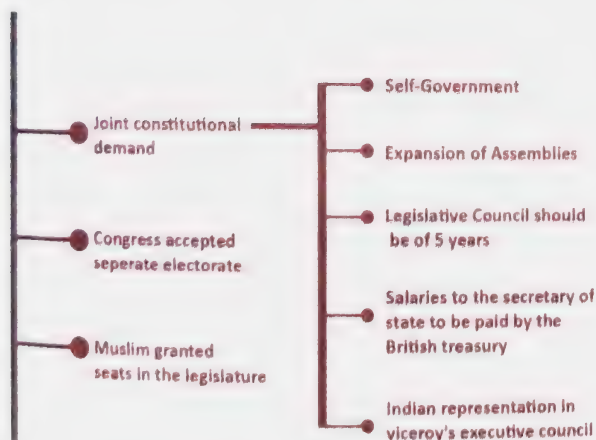 Joint constitutional
demand
Congress accepted
seperate electorate
Muslim granted
seats in the legislature
Self-Government
Expansion of Assemblies
Legislative Council should
be of 5 years
Salaries to the secretary of
state to be paid by the
British treasury
Indian representation in
viceroy's executive council